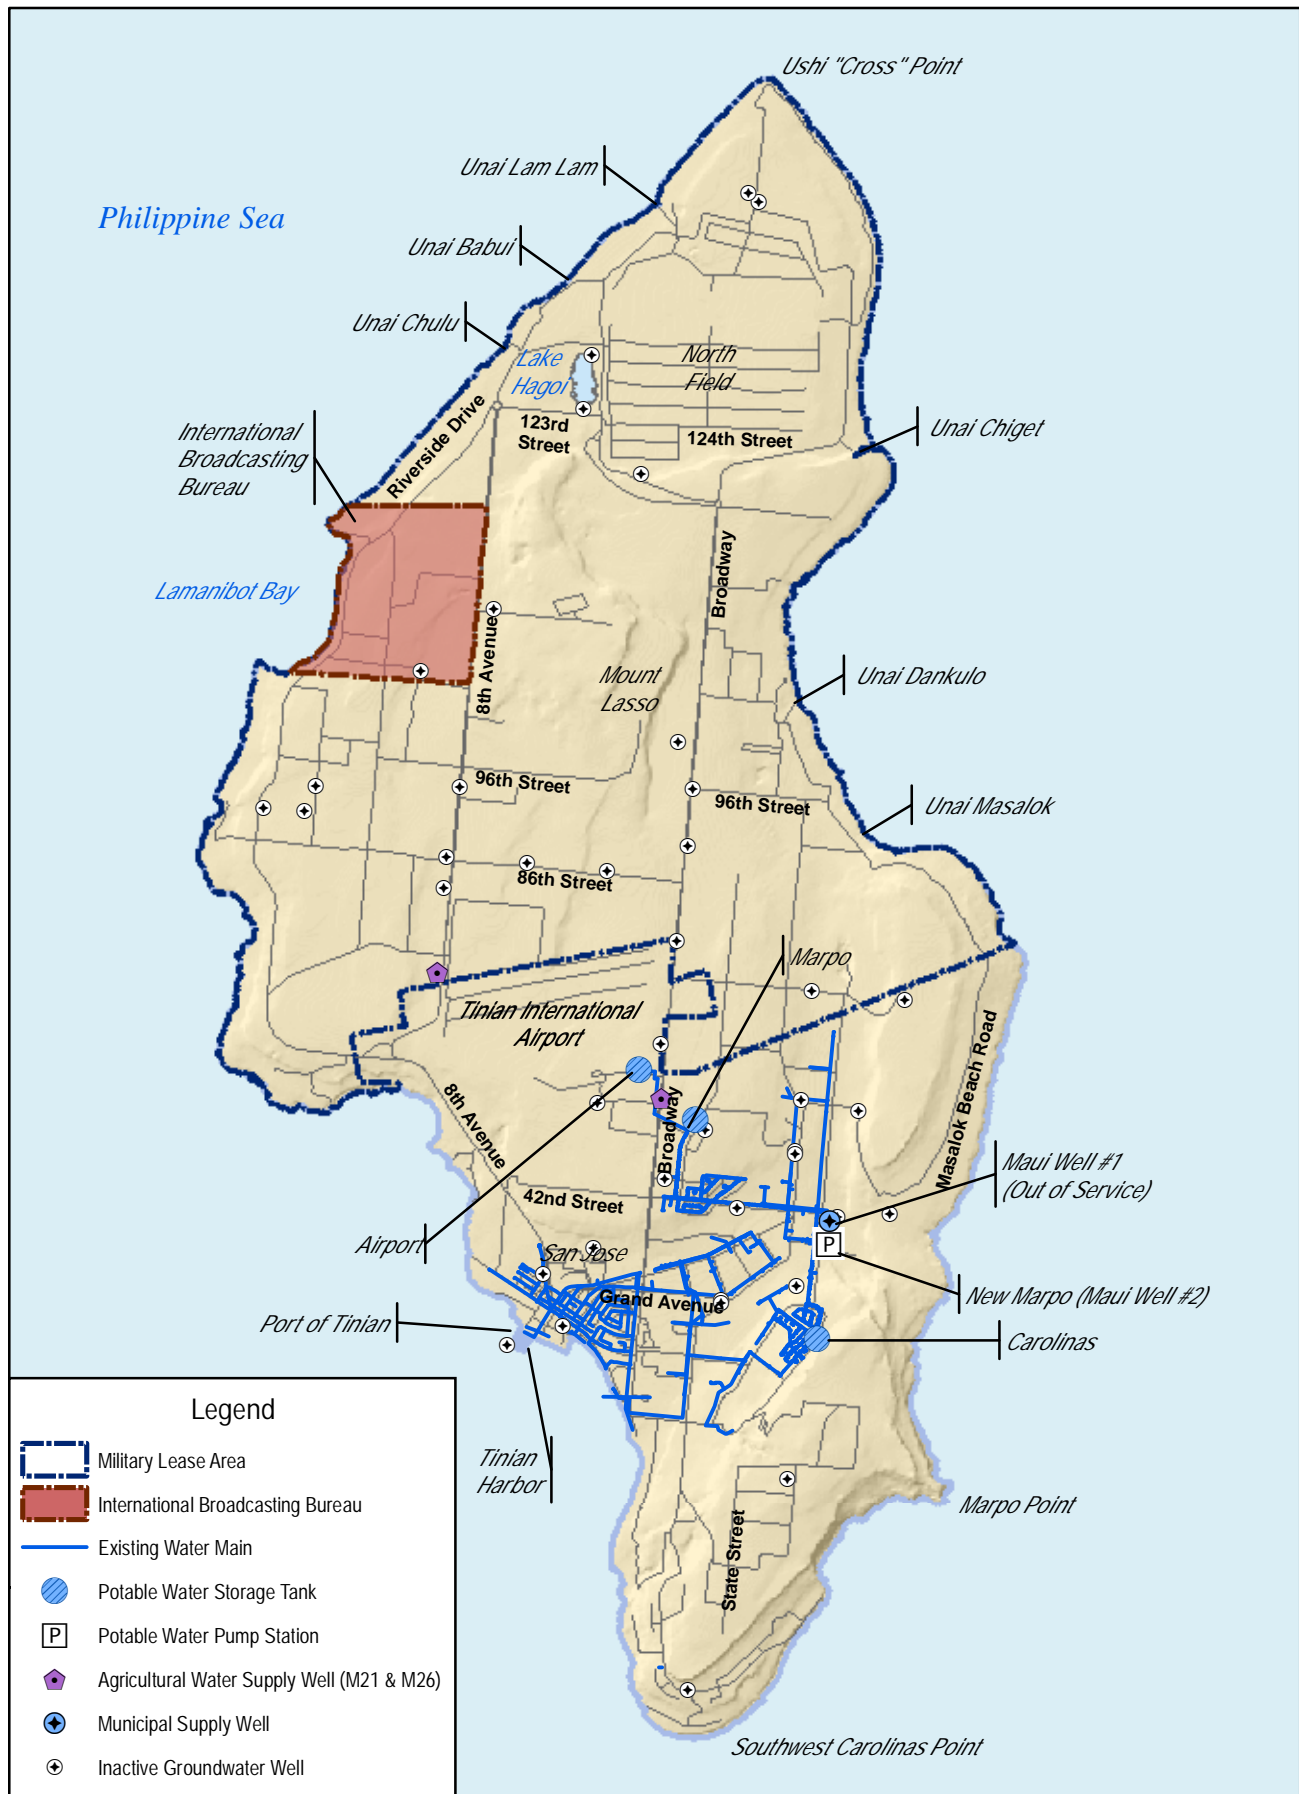 Ushi "Cross" Point
Unai Lam Lam
Philippine Sea
Unai Babui
Unai Chulu
Lake
Hagoi
North
Field
International
Broadcasting
Bureau
Riverside Drive
123rd
Street
124th Street
Unai Chiget
Lamanibot Bay
Broadway
8th Avenue
Mount
Lasso
Unai Dankulo
96th Street
96th Street
Unai Masalok
86th Street
Marpo
Tinian International
Airport
Masalok Beach Road
8th Avenue
Broadway
Maui Well #1
(Out of Service)
42nd Street
Airport
San Jose
P
New Marpo (Maui Well #2)
Grand Avenue
Port of Tinian
Carolinas
Tinian
Harbor
Marpo Point
State Street
Southwest Carolinas Point
Legend
Military Lease Area
International Broadcasting Bureau
Existing Water Main
Potable Water Storage Tank
P Potable Water Pump Station
Agricultural Water Supply Well (M21 & M26)
Municipal Supply Well
Inactive Groundwater Well